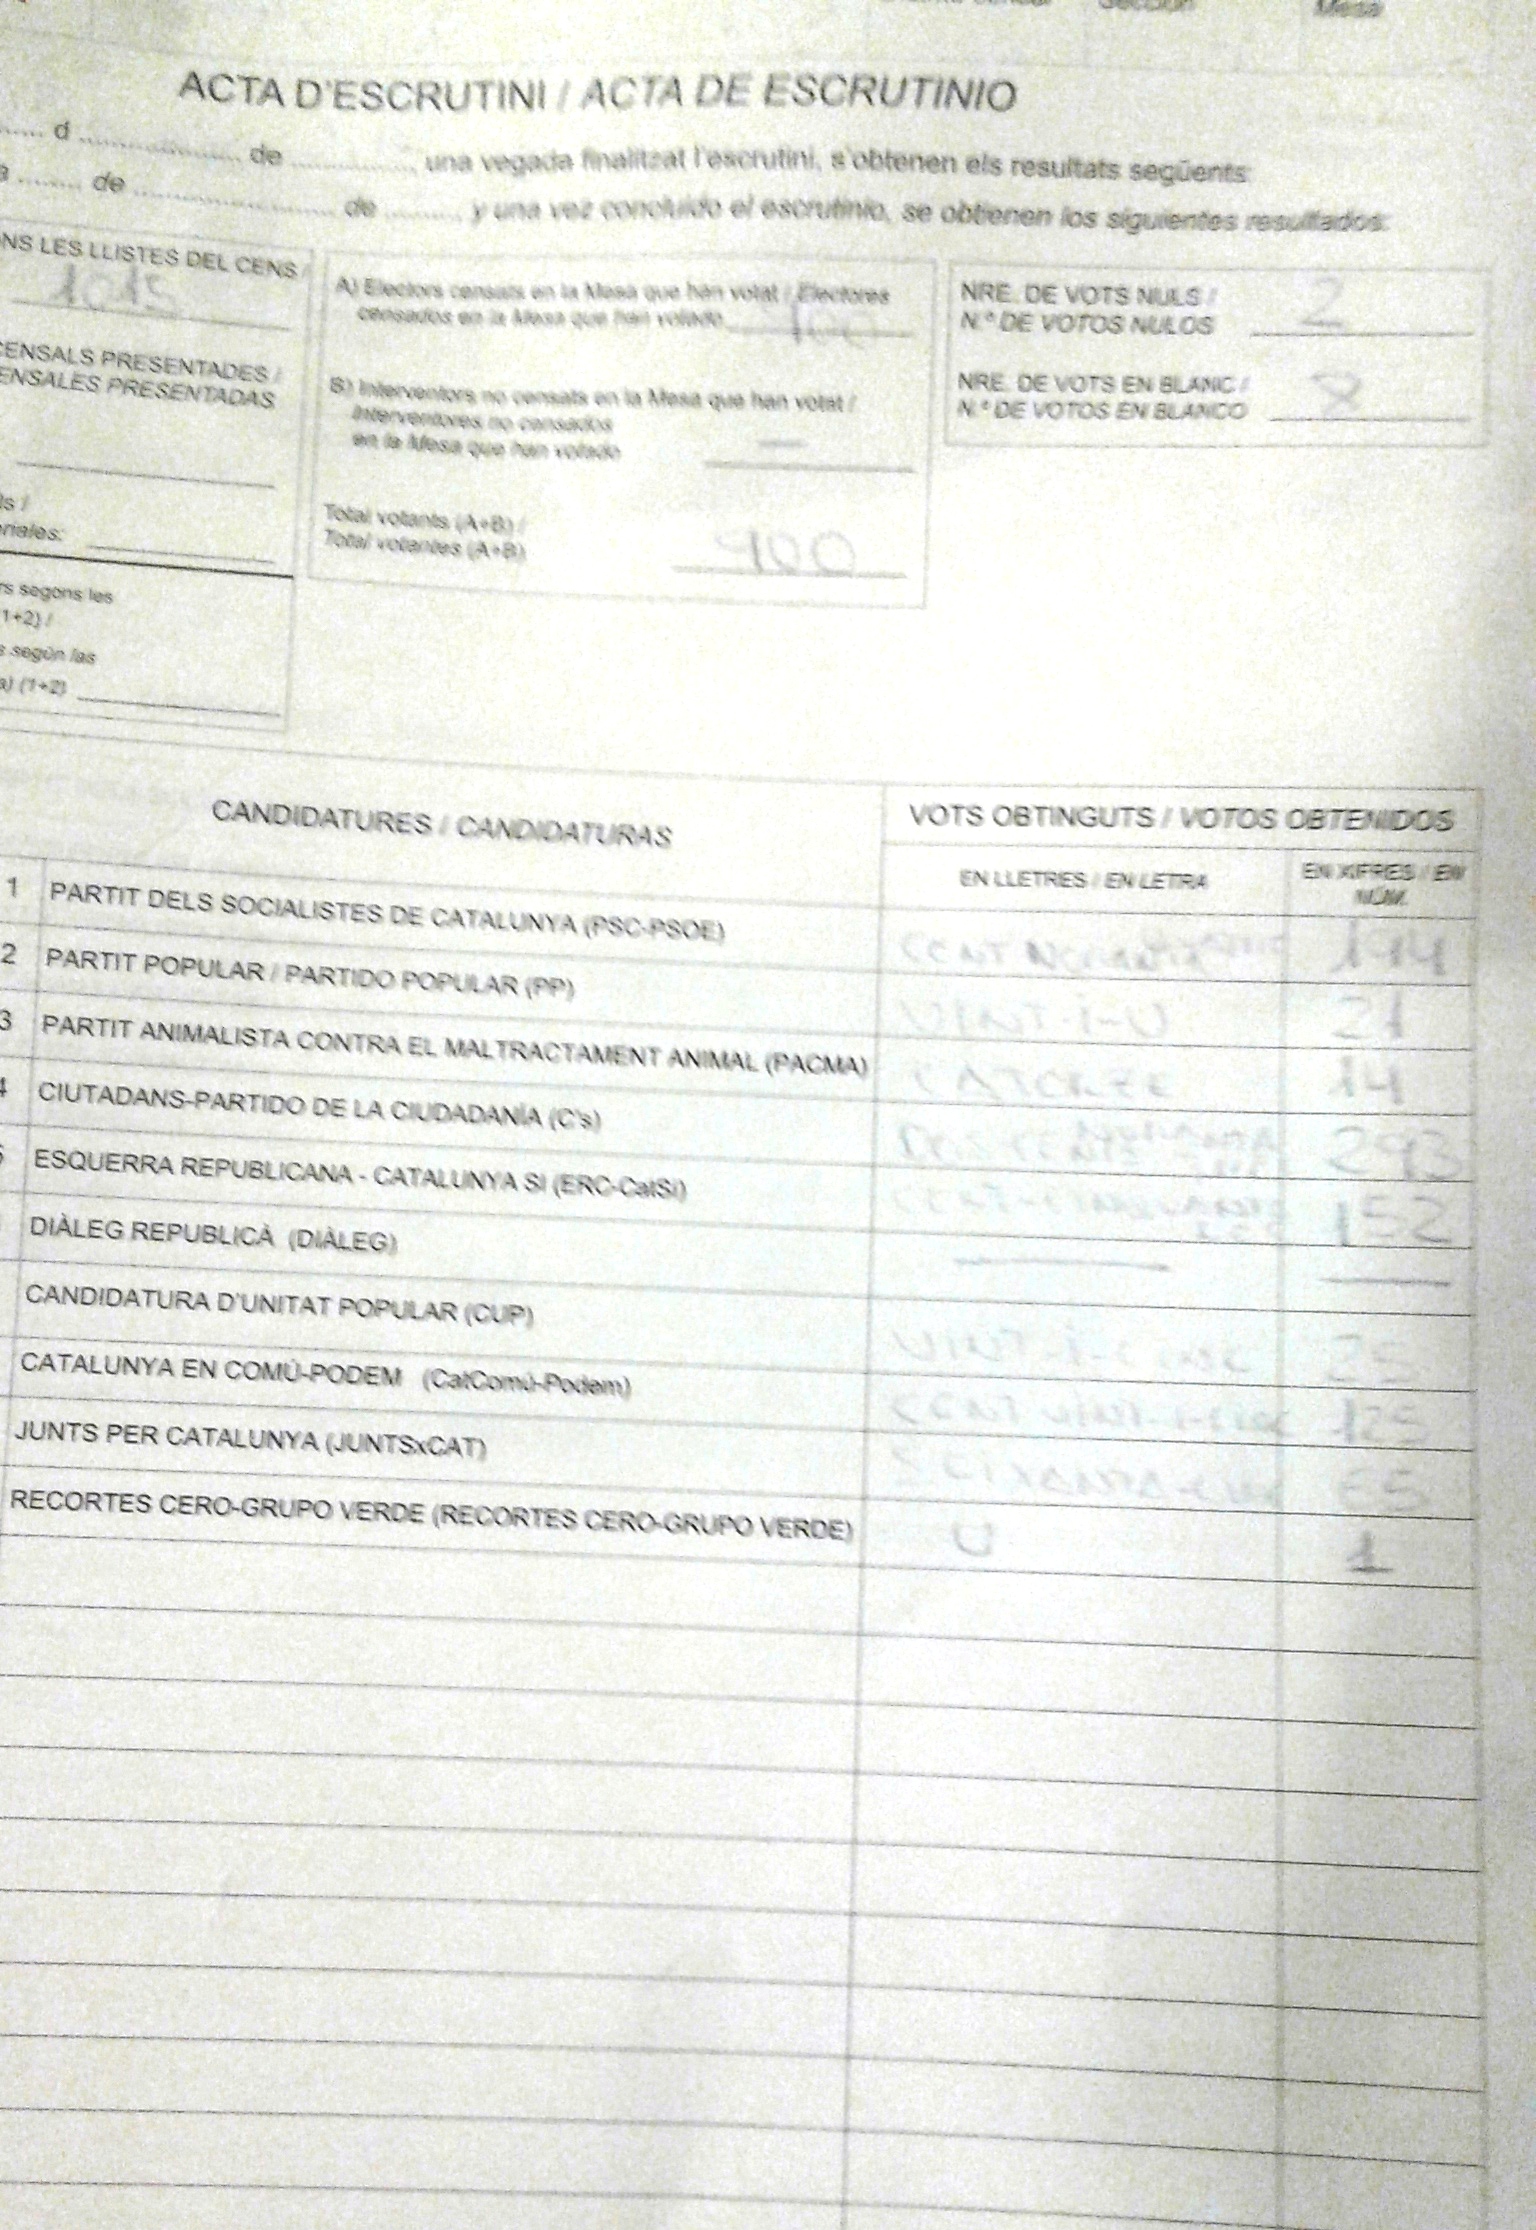 Secció
Mesa
ACTA D'ESCRUTINI / ACTA DE ESCRUTINIO
d de , una vegada finalitzat l'escrutini, s'obtenen els resultats següents:
de de y una vez concluido el escrutinio, se obtienen los siguientes resultados:
ONS LES LLISTES DEL CENS /
1015
CENSALS PRESENTADES /
ENSALES PRESENTADAS
A) Electors censats en la Mesa que han votat / Electores
censados en la Mesa que han votado 900
B) Interventors no censats en la Mesa que han votat /
Interventores no censados
en la Mesa que han votado —
Total votants (A+B) /
Total votantes (A+B) 900
NRE. DE VOTS NULS / 2
N.º DE VOTOS NULOS
NRE. DE VOTS EN BLANC / 8
N.º DE VOTOS EN BLANCO
ls /
riales:
rs segons les
1+2) /
s según las
a) (1+2)
CANDIDATURES / CANDIDATURAS
VOTS OBTINGUTS / VOTOS OBTENIDOS
EN LLETRES / EN LETRA
EN XIFRES / EN
NÚM.
1 PARTIT DELS SOCIALISTES DE CATALUNYA (PSC-PSOE) CENT NORANTA 194
2 PARTIT POPULAR / PARTIDO POPULAR (PP) VINT-I-U 21
3 PARTIT ANIMALISTA CONTRA EL MALTRACTAMENT ANIMAL (PACMA) CATORZE 14
4 CIUTADANS-PARTIDO DE LA CIUDADANÍA (C's) NORANTA 293
5 ESQUERRA REPUBLICANA - CATALUNYA SÍ (ERC-CatSí) 152
DIÀLEG REPUBLICÀ (DIÀLEG) — —
CANDIDATURA D'UNITAT POPULAR (CUP) VINT-I-CINC 25
CATALUNYA EN COMÚ-PODEM (CatComú-Podem) CENT VINT-I-CINC 125
JUNTS PER CATALUNYA (JUNTSxCAT) SEIXANTA-CINC 65
RECORTES CERO-GRUPO VERDE (RECORTES CERO-GRUPO VERDE) U 1